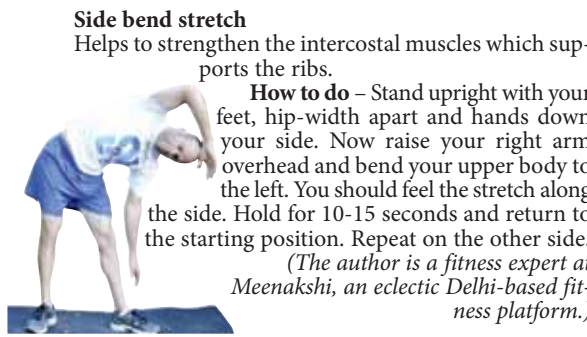 Side bend stretch
Helps to strengthen the intercostal muscles which sup-
ports the ribs.
How to do – Stand upright with your
feet, hip-width apart and hands down
your side. Now raise your right arm
overhead and bend your upper body to
the left. You should feel the stretch along
the side. Hold for 10-15 seconds and return to
the starting position. Repeat on the other side.
(The author is a fitness expert at
Meenakshi, an eclectic Delhi-based fit-
ness platform.)